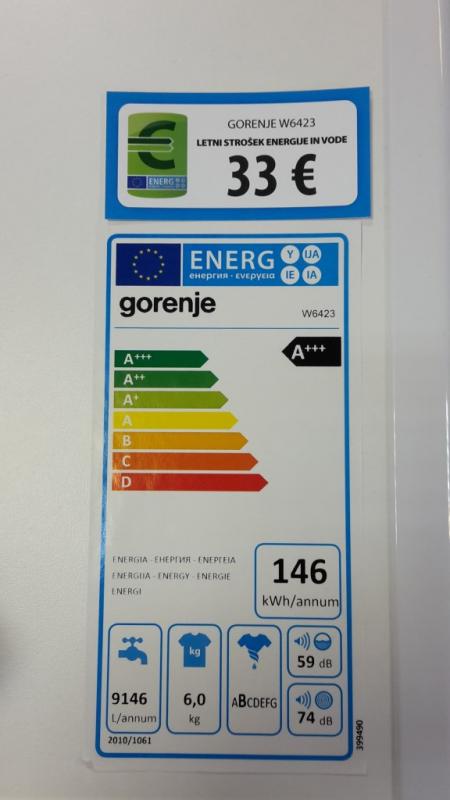 GORENJE W6423
LETNI STROŠEK ENERGIJE IN VODE
33 €
€
ENERG
ENERG Y IJA
енергия · ενεργεια IE IA
gorenje
W6423
A+++
A+++
A++
A+
A
B
C
D
ENERGIA - ЕНЕРГИЯ - ΕΝΕΡΓΕΙΑ
ENERGIJA - ENERGY - ENERGIE
ENERGI
146
kWh/annum
9146
L/annum
kg
6,0
kg
ABCDEFG
59 dB
74 dB
2010/1061
399490